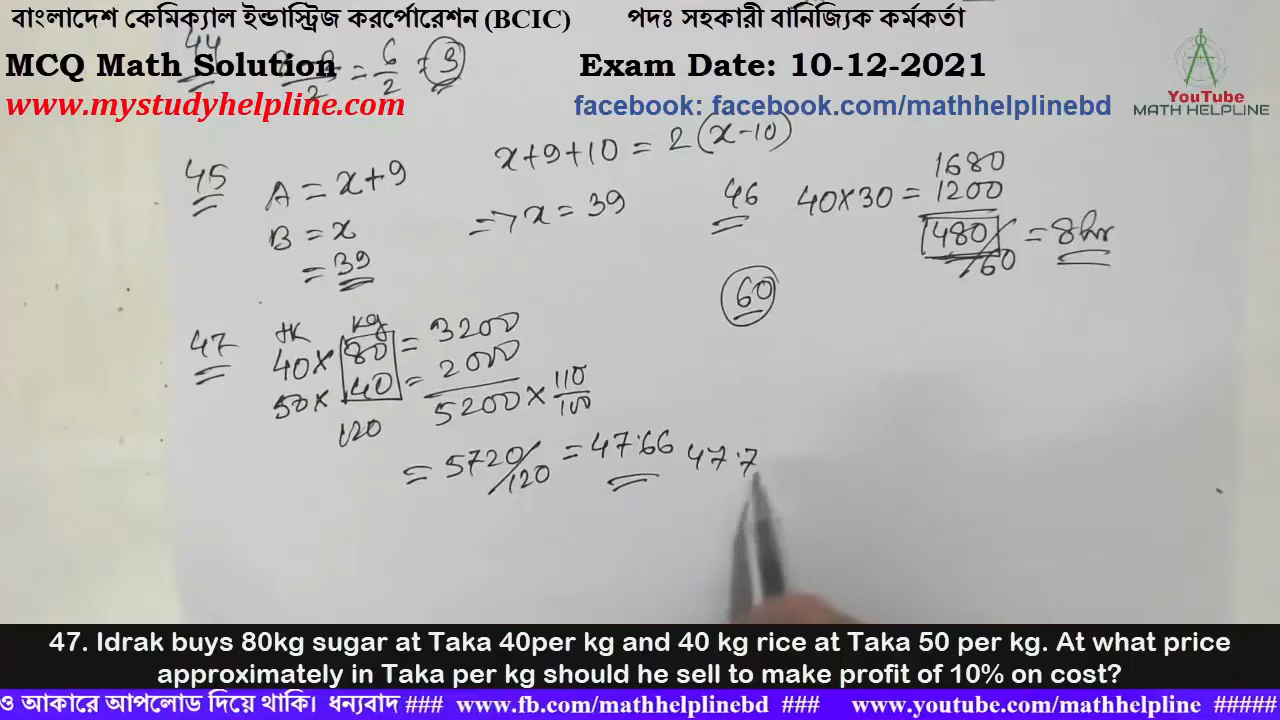 বাংলাদেশ কেমিক্যাল ইন্ডাস্ট্রিজ করর্পোরেশন (BCIC) পদঃ সহকারী বানিজ্যিক কর্মকর্তা
44 = 6/2 = 3
MCQ Math Solution Exam Date: 10-12-2021
www.mystudyhelpline.com facebook: facebook.com/mathhelplinebd
YouTube
MATH HELPLINE
45 A = x+9
B = x
= 39
x+9+10 = 2(x-10)
=> x = 39
46 40×30 = 1680
1200
480/60 = 8hr
60
47 tk kg
40× 80 = 3200
50× 40 = 2000
120 5200 × 110/100
= 5720/120 = 47.66 47.7
47. Idrak buys 80kg sugar at Taka 40per kg and 40 kg rice at Taka 50 per kg. At what price
approximately in Taka per kg should he sell to make profit of 10% on cost?
ও আকারে আপলোড দিয়ে থাকি। ধন্যবাদ ### www.fb.com/mathhelplinebd ### www.youtube.com/mathhelplinebd #####